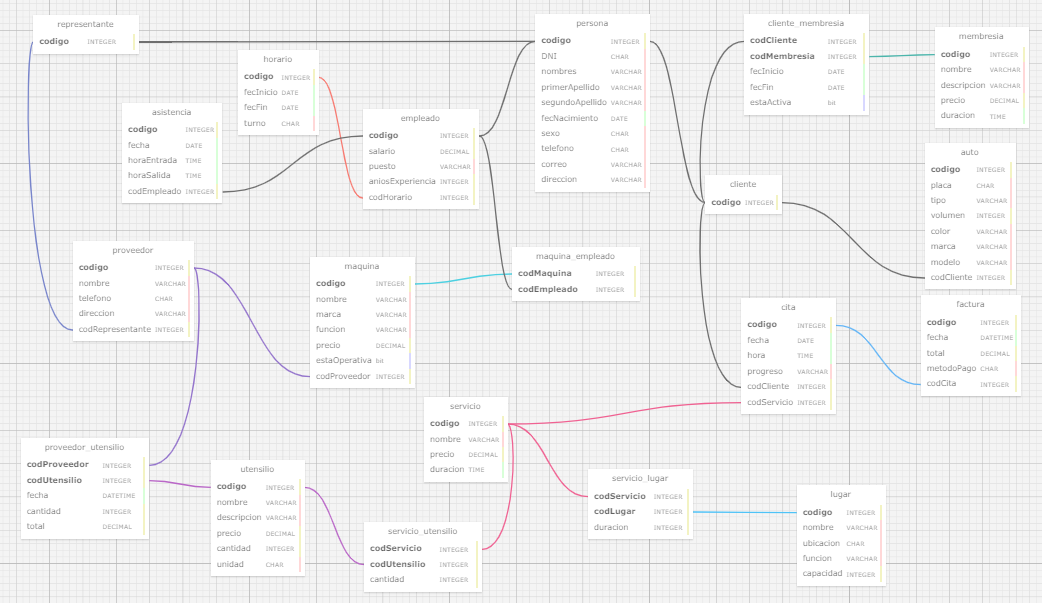 representante
codigo INTEGER
horario
codigo INTEGER
fecInicio DATE
fecFin DATE
turno CHAR
asistencia
codigo INTEGER
fecha DATE
horaEntrada TIME
horaSalida TIME
codEmpleado INTEGER
empleado
codigo INTEGER
salario DECIMAL
puesto VARCHAR
aniosExperiencia INTEGER
codHorario INTEGER
persona
codigo INTEGER
DNI CHAR
nombres VARCHAR
primerApellido VARCHAR
segundoApellido VARCHAR
fecNacimiento DATE
sexo CHAR
telefono CHAR
correo VARCHAR
direccion VARCHAR
cliente_membresia
codCliente INTEGER
codMembresia INTEGER
fecInicio DATE
fecFin DATE
estaActiva bit
membresia
codigo INTEGER
nombre VARCHAR
descripcion VARCHAR
precio DECIMAL
duracion TIME
auto
codigo INTEGER
placa CHAR
tipo VARCHAR
volumen INTEGER
color VARCHAR
marca VARCHAR
modelo VARCHAR
codCliente INTEGER
cliente
codigo INTEGER
proveedor
codigo INTEGER
nombre VARCHAR
telefono CHAR
direccion VARCHAR
codRepresentante INTEGER
maquina
codigo INTEGER
nombre VARCHAR
marca VARCHAR
funcion VARCHAR
precio DECIMAL
estaOperativa bit
codProveedor INTEGER
maquina_empleado
codMaquina INTEGER
codEmpleado INTEGER
cita
codigo INTEGER
fecha DATE
hora TIME
progreso VARCHAR
codCliente INTEGER
codServicio INTEGER
factura
codigo INTEGER
fecha DATETIME
total DECIMAL
metodoPago CHAR
codCita INTEGER
servicio
codigo INTEGER
nombre VARCHAR
precio DECIMAL
duracion TIME
proveedor_utensilio
codProveedor INTEGER
codUtensilio INTEGER
fecha DATETIME
cantidad INTEGER
total DECIMAL
utensilio
codigo INTEGER
nombre VARCHAR
descripcion VARCHAR
precio DECIMAL
cantidad INTEGER
unidad CHAR
servicio_utensilio
codServicio INTEGER
codUtensilio INTEGER
cantidad INTEGER
servicio_lugar
codServicio INTEGER
codLugar INTEGER
duracion INTEGER
lugar
codigo INTEGER
nombre VARCHAR
ubicacion CHAR
funcion VARCHAR
capacidad INTEGER